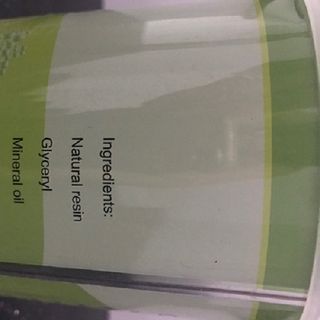 Ingredients:
Natural resin
Glyceryl
Mineral oil